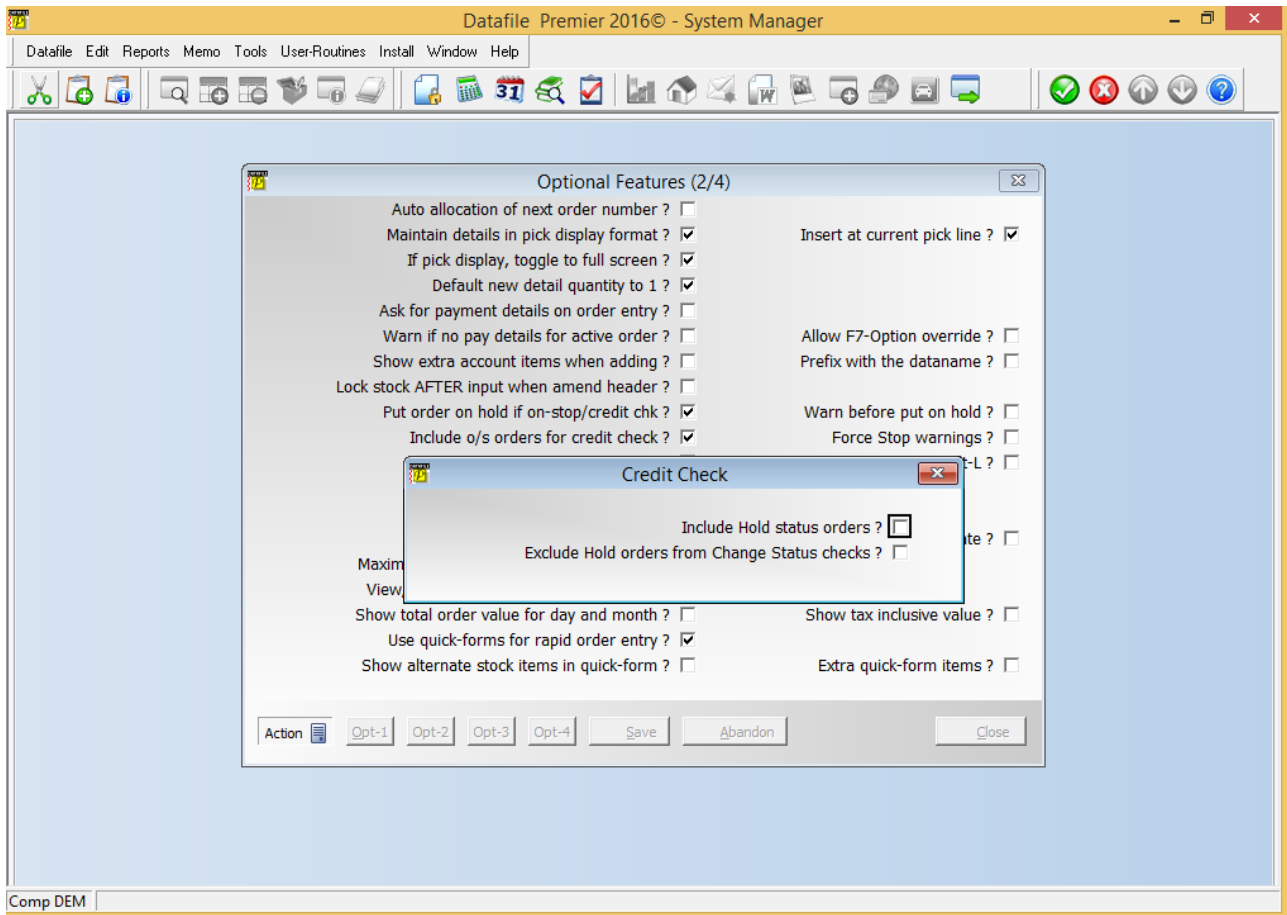 Datafile Premier 2016© - System Manager
Datafile Edit Reports Memo Tools User-Routines Install Window Help
31 W ?
Optional Features (2/4)
Auto allocation of next order number ?
Maintain details in pick display format ? Insert at current pick line ?
If pick display, toggle to full screen ?
Default new detail quantity to 1 ?
Ask for payment details on order entry ?
Warn if no pay details for active order ? Allow F7-Option override ?
Show extra account items when adding ? Prefix with the dataname ?
Lock stock AFTER input when amend header ?
Put order on hold if on-stop/credit chk ? Warn before put on hold ?
Include o/s orders for credit check ? Force Stop warnings ?
t-L ?
Credit Check
Include Hold status orders ?
Exclude Hold orders from Change Status checks ?
te ?
Maxim
View,
Show total order value for day and month ? Show tax inclusive value ?
Use quick-forms for rapid order entry ?
Show alternate stock items in quick-form ? Extra quick-form items ?
Action Opt-1 Opt-2 Opt-3 Opt-4 Save Abandon Close
Comp DEM